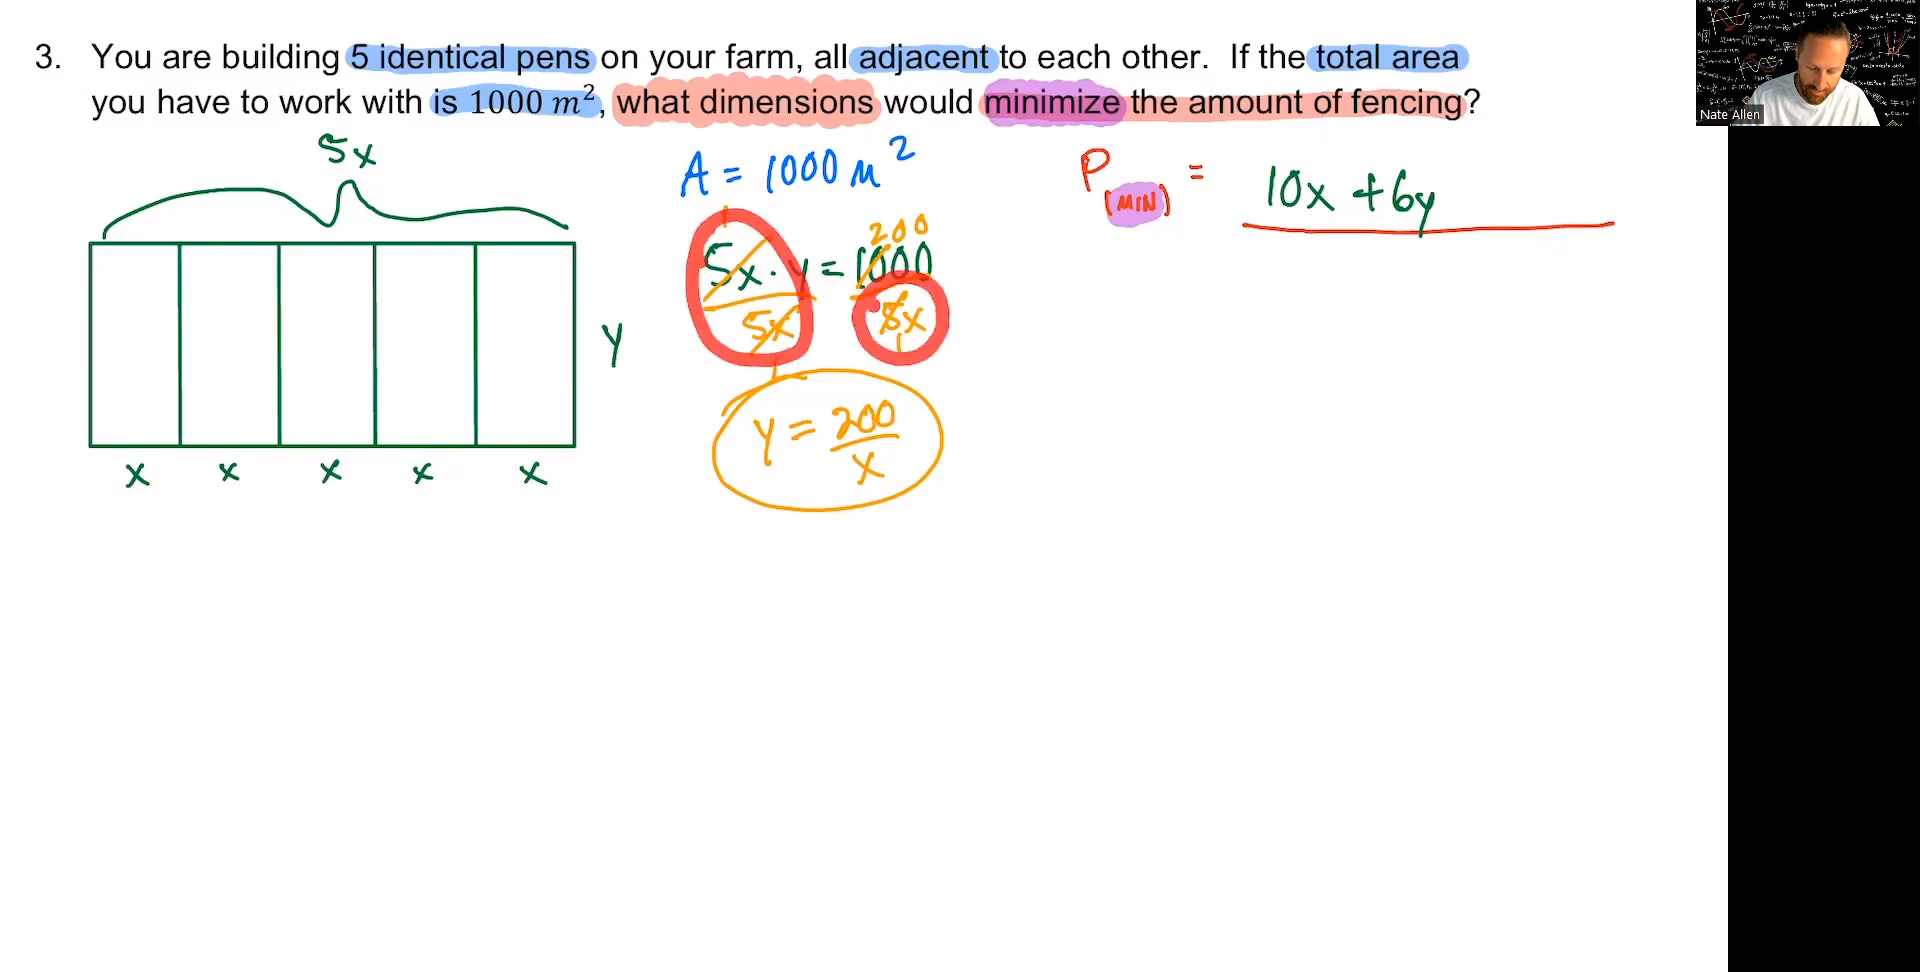 3. You are building 5 identical pens on your farm, all adjacent to each other. If the total area
you have to work with is 1000 m², what dimensions would minimize the amount of fencing?
Nate Allen
5x
A = 1000 m²
P (MIN) = 10x + 6y
200
5x · y = 1000
5x 5x
1
y
y = 200
x
x x x x x